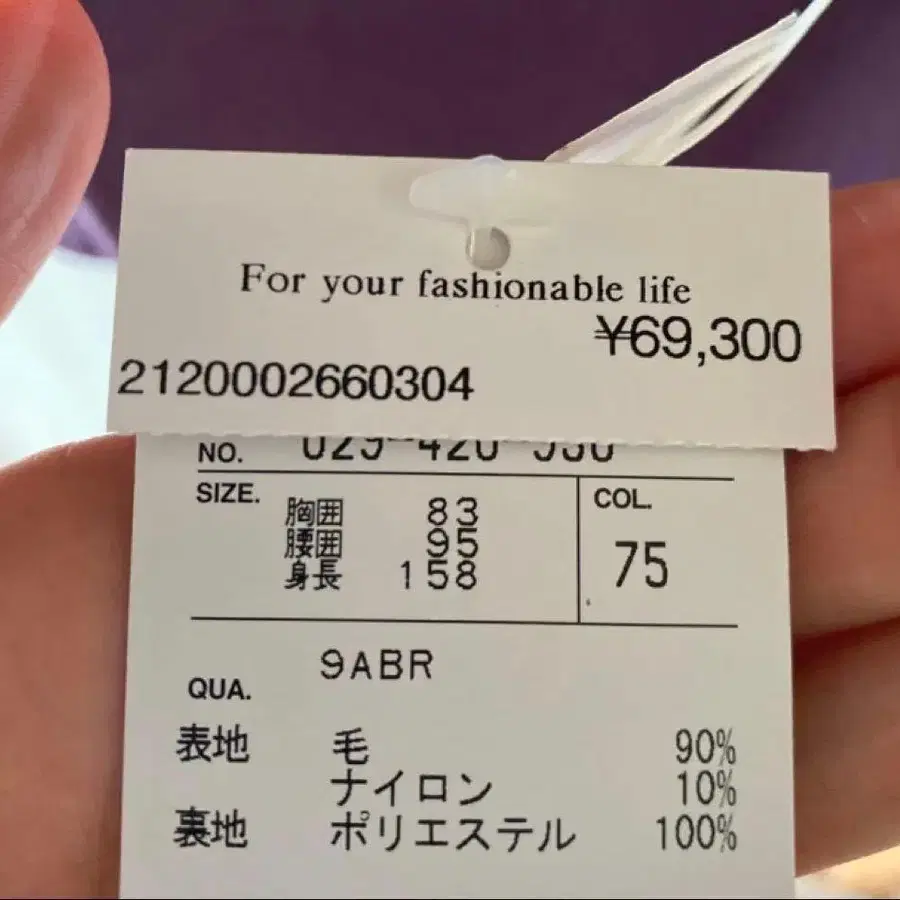 For your fashionable life
¥69,300
2120002660304
NO.
SIZE. 胸囲 83 COL.
腰囲 95
身長 158 75
9ABR
QUA.
表地 毛 90%
ナイロン 10%
裏地 ポリエステル 100%